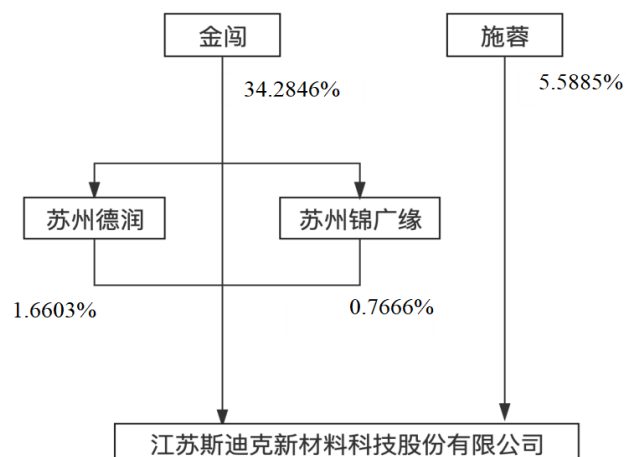 金闯
施蓉
34.2846%
5.5885%
苏州德润
苏州锦广缘
1.6603%
0.7666%
江苏斯迪克新材料科技股份有限公司